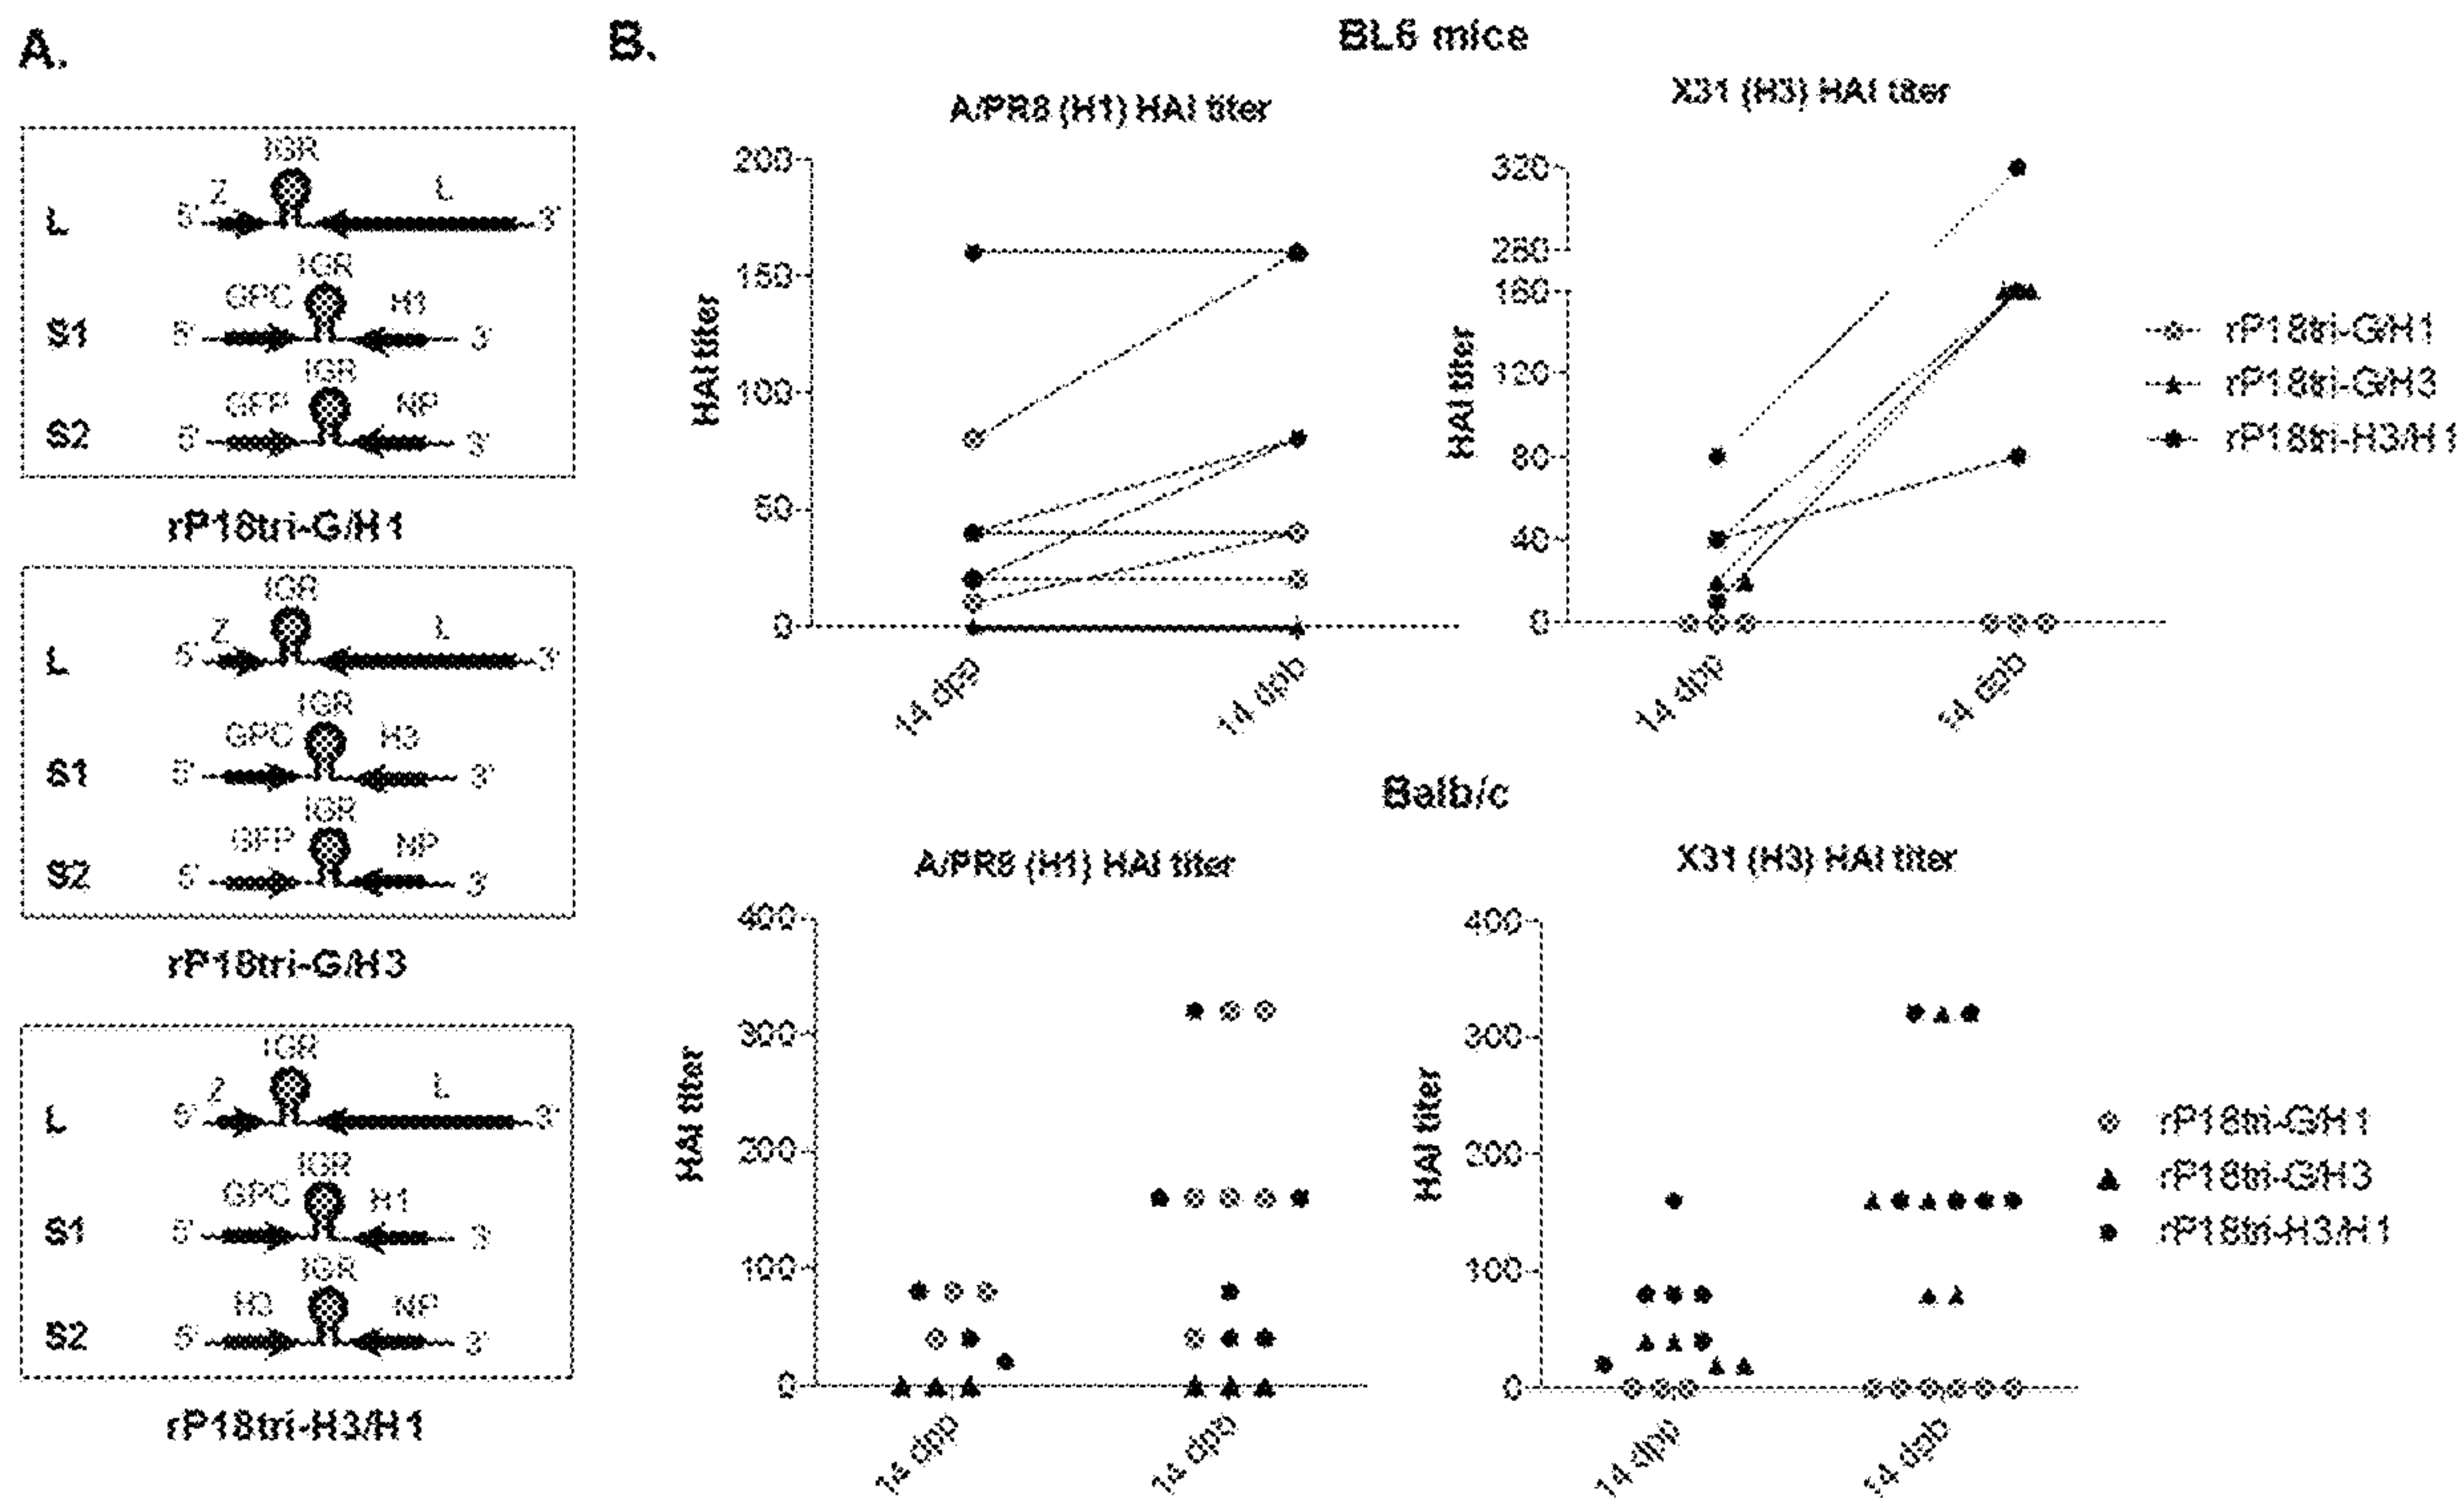 A.
IGR
Z
L
L
5'
3'
IGR
GPC
H1
S1
5'
3'
IGR
GFP
NP
S2
5'
3'
rP18tri-G/H1
IGR
Z
L
L
5'
3'
IGR
GPC
H3
S1
5'
3'
IGR
GFP
NP
S2
5'
3'
rP18tri-G/H3
IGR
Z
L
L
5'
3'
IGR
GPC
H1
S1
5'
3'
IGR
H3
NP
S2
5'
3'
rP18tri-H3/H1
B.
BL6 mice
A/PR8 (H1) HAI titer
HAI titer
200
150
100
50
0
14 dpp
14 dpb
X31 (H3) HAI titer
HAI titer
320
280
160
120
80
40
0
14 dpp
14 dpb
rP18tri-G/H1
rP18tri-G/H3
rP18tri-H3/H1
Balb/c
A/PR8 (H1) HAI titer
HAI titer
400
300
200
100
0
14 dpp
14 dpb
X31 (H3) HAI titer
HAI titer
400
300
200
100
0
14 dpp
14 dpb
rP18tri-G/H1
rP18tri-G/H3
rP18tri-H3/H1